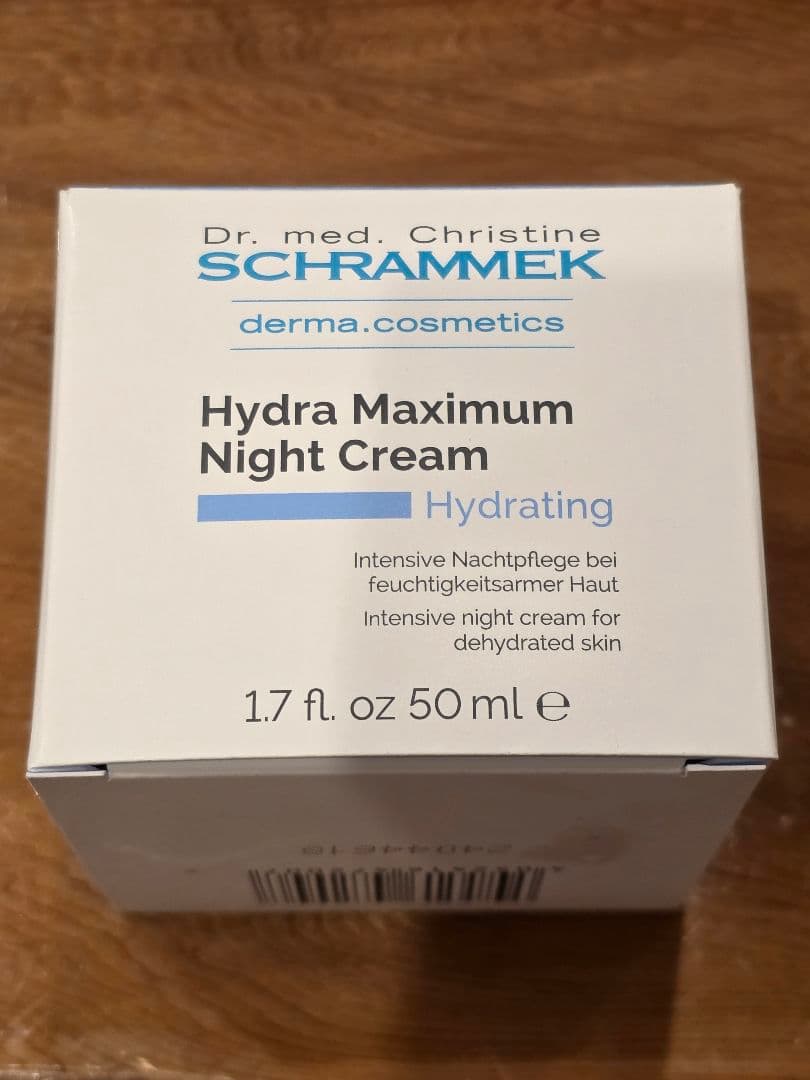 Dr. med. Christine
SCHRAMMEK
derma.cosmetics
Hydra Maximum
Night Cream
Hydrating
Intensive Nachtpflege bei
feuchtigkeitsarmer Haut
Intensive night cream for
dehydrated skin
1.7 fl. oz 50 ml ℮